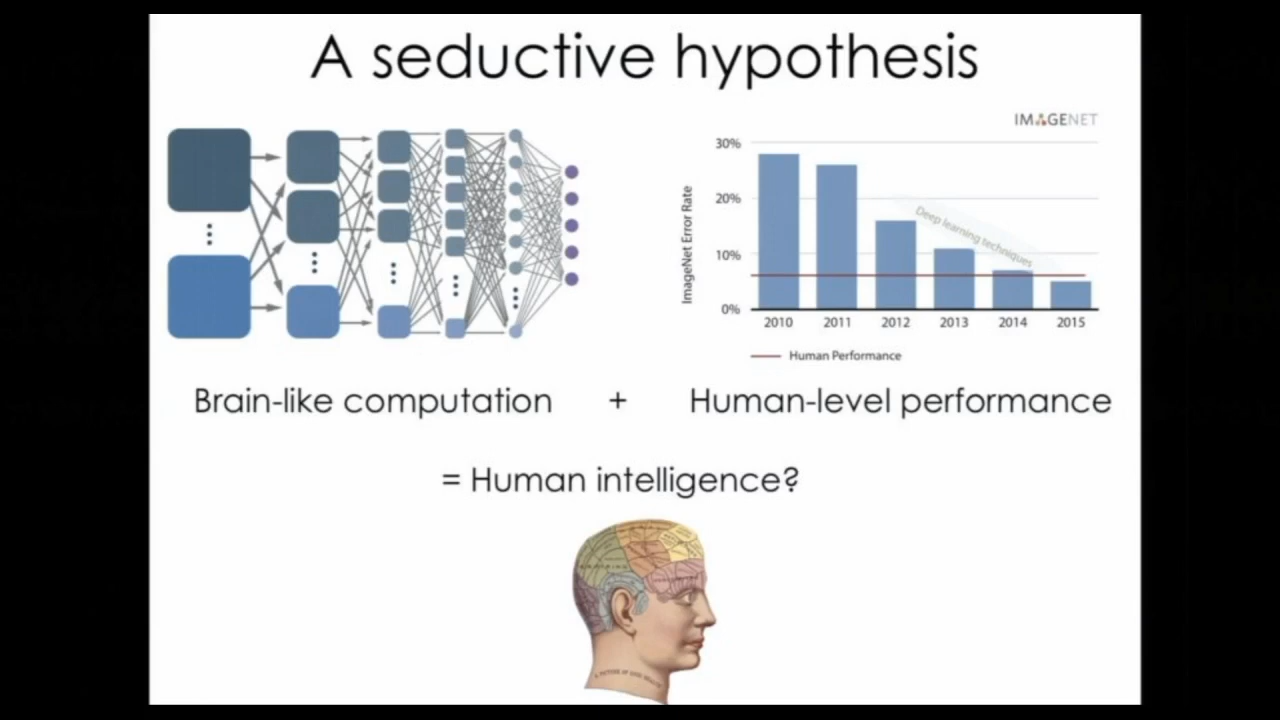 A seductive hypothesis
IMAGENET
30%
20%
10%
0%
ImageNet Error Rate
Deep learning techniques
2010 2011 2012 2013 2014 2015
Human Performance
Brain-like computation + Human-level performance
= Human intelligence?